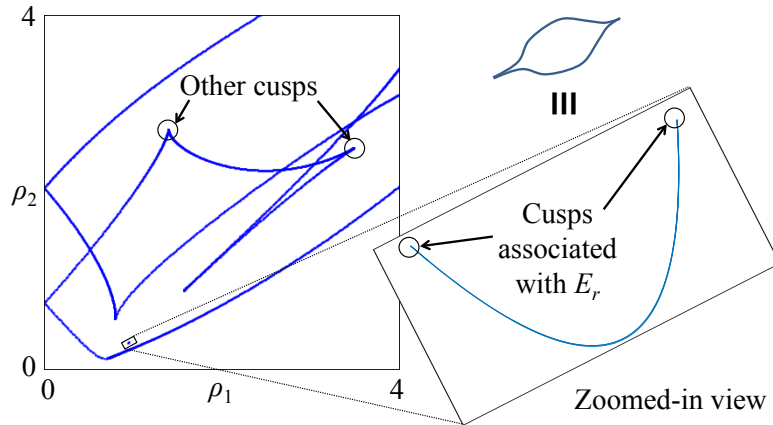 4
Other cusps
III
ρ2
Cusps
associated
with Er
0
0
ρ1
4
Zoomed-in view